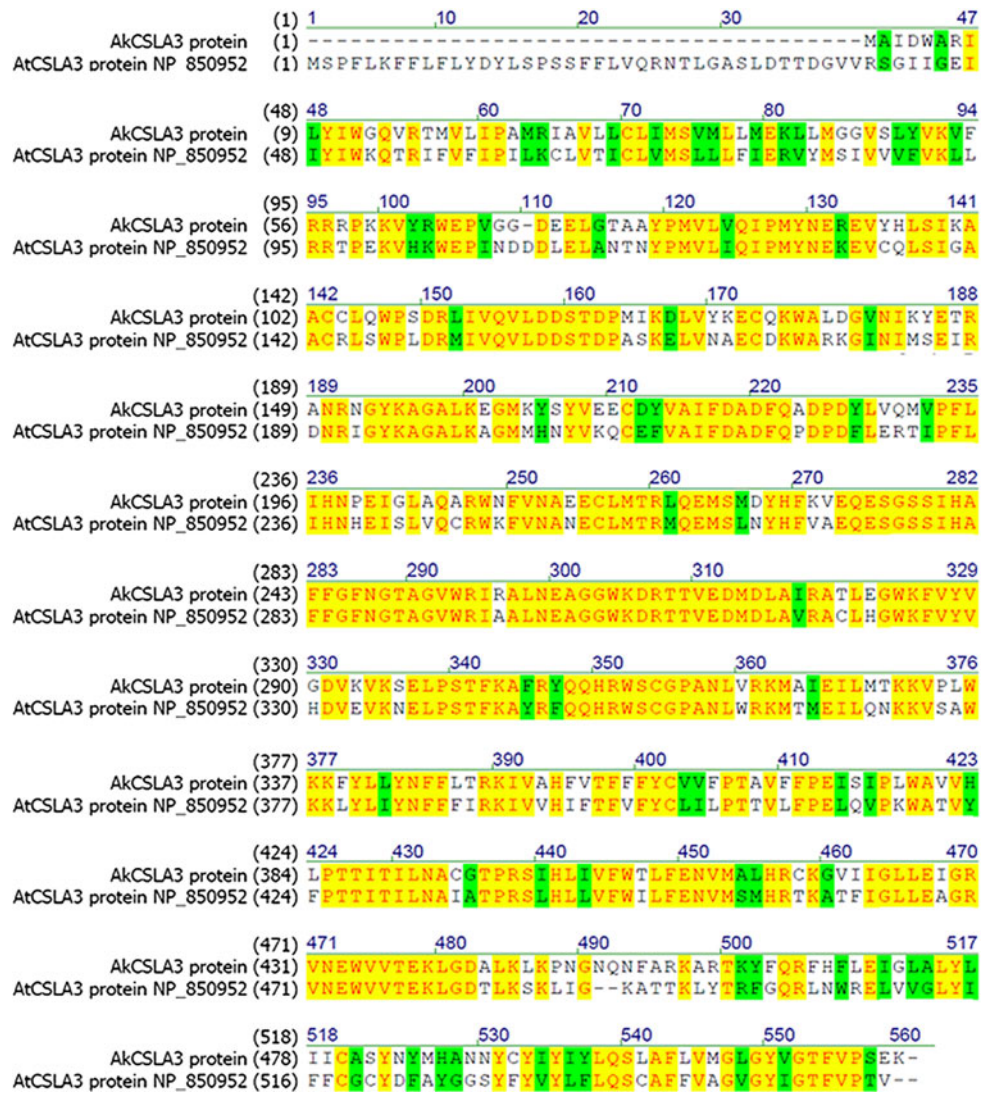 (1) 1 10 20 30 47
AkCSLA3 protein (1) ---------------------------------------MAIDWARI
AtCSLA3 protein NP_850952 (1) MSPFLKFFLFLYDYLSPSSFFLVQRNTLGASLDTTDGVVRSGIIGEI
(48) 48 60 70 80 94
AkCSLA3 protein (9) LYIWGQVRTMVLIPAMRIAVLLCLIMSVMLLMEKLLMGGVSLYVKVF
AtCSLA3 protein NP_850952 (48) IYIWKQTRIFVFIPILKCLVTICLVMSLLLFIERVYMSIVVVFVKLL
(95) 95 100 110 120 130 141
AkCSLA3 protein (56) RRRPKKVYRWEPVGG-DEELGTAAYPMVLVQIPMYNEREVYHLSIKA
AtCSLA3 protein NP_850952 (95) RRTPEKVHKWEPINDDDLELANTNYPMVLIQIPMYNEKEVCQLSIGA
(142) 142 150 160 170 188
AkCSLA3 protein (102) ACCLQWPSDRLIVQVLDDSTDPMIKDLVYKECQKWALDGVNIKYETR
AtCSLA3 protein NP_850952 (142) ACRLSWPLDRMIVQVLDDSTDPASKELVNAECDKWARKGINIMSEIR
(189) 189 200 212 220 235
AkCSLA3 protein (149) ANRNGYKAGALKEGMKYSYVEECDYVAIFDADFQADPDYLVQMVPFL
AtCSLA3 protein NP_850952 (189) DNRIGYKAGALKAGMMHNYVKQCEFVAIFDADFQPDPDFLERTIPFL
(236) 236 250 260 270 282
AkCSLA3 protein (196) IHNPEIGLAQARWNFVNAEECLMTRLQEMSMDYHFKVEQESGSSIHA
AtCSLA3 protein NP_850952 (236) IHNHEISLVQCRWKFVNANECLMTRMQEMSLNYHFVAEQESGSSIHA
(283) 283 290 300 314 329
AkCSLA3 protein (243) FFGFNGTAGVWRIRALNEAGGWKDRTTVEDMDLAIRATLEGWKFVYV
AtCSLA3 protein NP_850952 (283) FFGFNGTAGVWRIAALNEAGGWKDRTTVEDMDLAVRACLHGWKFVYV
(330) 330 340 350 360 376
AkCSLA3 protein (290) GDVKVKSELPSTFKAFRYQQHRWSCGPANLVRKMAIEILMTKKVPLW
AtCSLA3 protein NP_850952 (330) HDVEVKNELPSTFKAYRFQQHRWSCGPANLWRKMTMEILQNKKVSAW
(377) 377 390 402 414 423
AkCSLA3 protein (337) KKFYLLYNFFLTRKIVAHFVTFFFYCVVFPTAVFFPEISIPLWAVVH
AtCSLA3 protein NP_850952 (377) KKLYLIYNFFFIRKIVVHIFTFVFYCLILPTTVLFPELQVPKWATVY
(424) 424 430 440 450 460 470
AkCSLA3 protein (384) LPTTITILNACGTPRSIHLIVFWTLFENVMALHRCKGVIIGLLEIGR
AtCSLA3 protein NP_850952 (424) FPTTITILNAIATPRSLHLLVFWILFENVMSMHRTKATFIGLLEAGR
(471) 471 480 490 500 517
AkCSLA3 protein (431) VNEWVVTEKLGDALKLKPNGNQNFARKARTKYFQRFHFLEIGLALYL
AtCSLA3 protein NP_850952 (471) VNEWVVTEKLGDTLKSKLIG--KATTKLYTRFGQRLNWRELVVGLYI
(518) 518 530 540 550 560
AkCSLA3 protein (478) IICASYNYMHANNYCYIYIYLQSLAFLVMGLGYVGTFVPSEK-
AtCSLA3 protein NP_850952 (516) FFCGCYDFAYGGSYFYVYLFLQSCAFFVAGVGYIGTFVPTV--